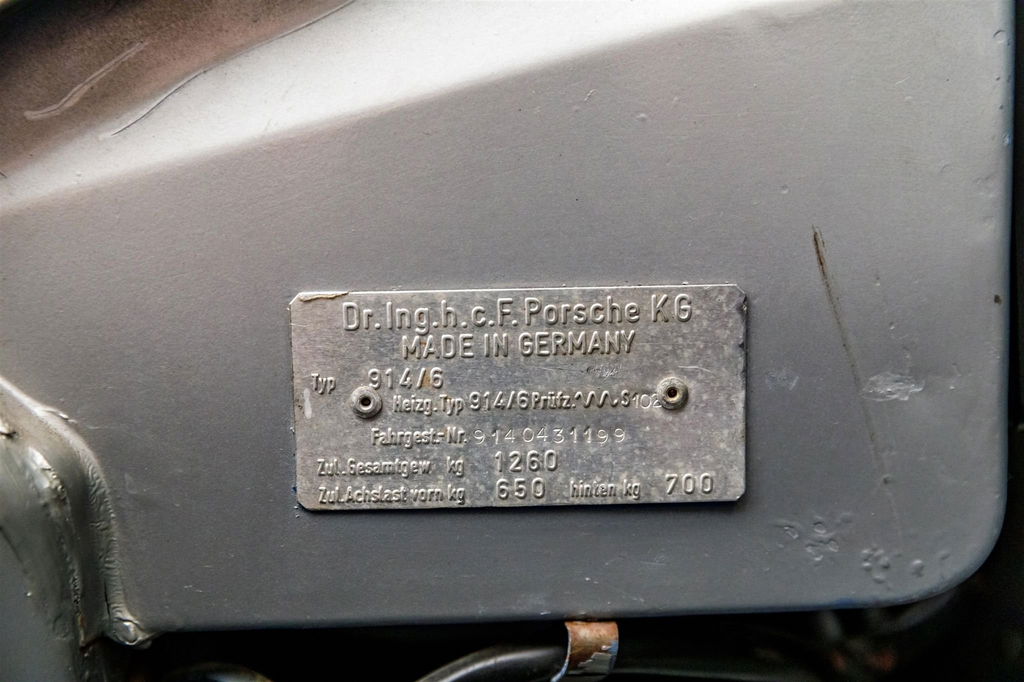 Dr.Ing.h.c.F.Porsche KG
MADE IN GERMANY
Typ 914/6
Heizg.Typ 914/6 Prüfz. S102
Fahrgest.-Nr. 9140431199
Zul.Gesamtgew kg 1260
Zul.Achslast vorn kg 650 hinten kg 700